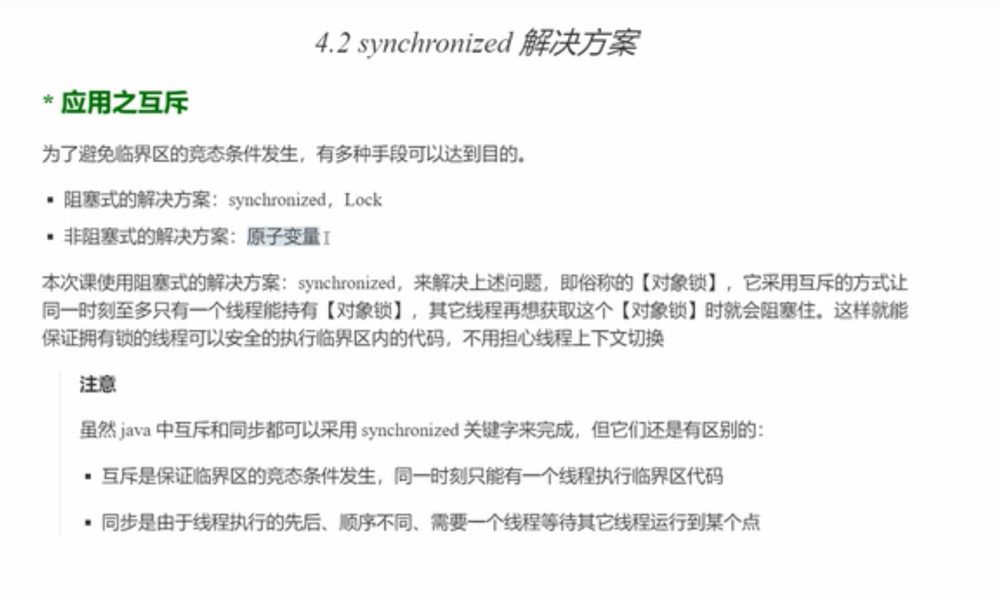 4.2 synchronized 解决方案
* 应用之互斥
为了避免临界区的竞态条件发生，有多种手段可以达到目的。
▪ 阻塞式的解决方案：synchronized，Lock
▪ 非阻塞式的解决方案：原子变量
本次课使用阻塞式的解决方案：synchronized，来解决上述问题，即俗称的【对象锁】，它采用互斥的方式让
同一时刻至多只有一个线程能持有【对象锁】，其它线程再想获取这个【对象锁】时就会阻塞住。这样就能
保证拥有锁的线程可以安全的执行临界区内的代码，不用担心线程上下文切换
注意
虽然 java 中互斥和同步都可以采用 synchronized 关键字来完成，但它们还是有区别的：
▪ 互斥是保证临界区的竞态条件发生，同一时刻只能有一个线程执行临界区代码
▪ 同步是由于线程执行的先后、顺序不同、需要一个线程等待其它线程运行到某个点